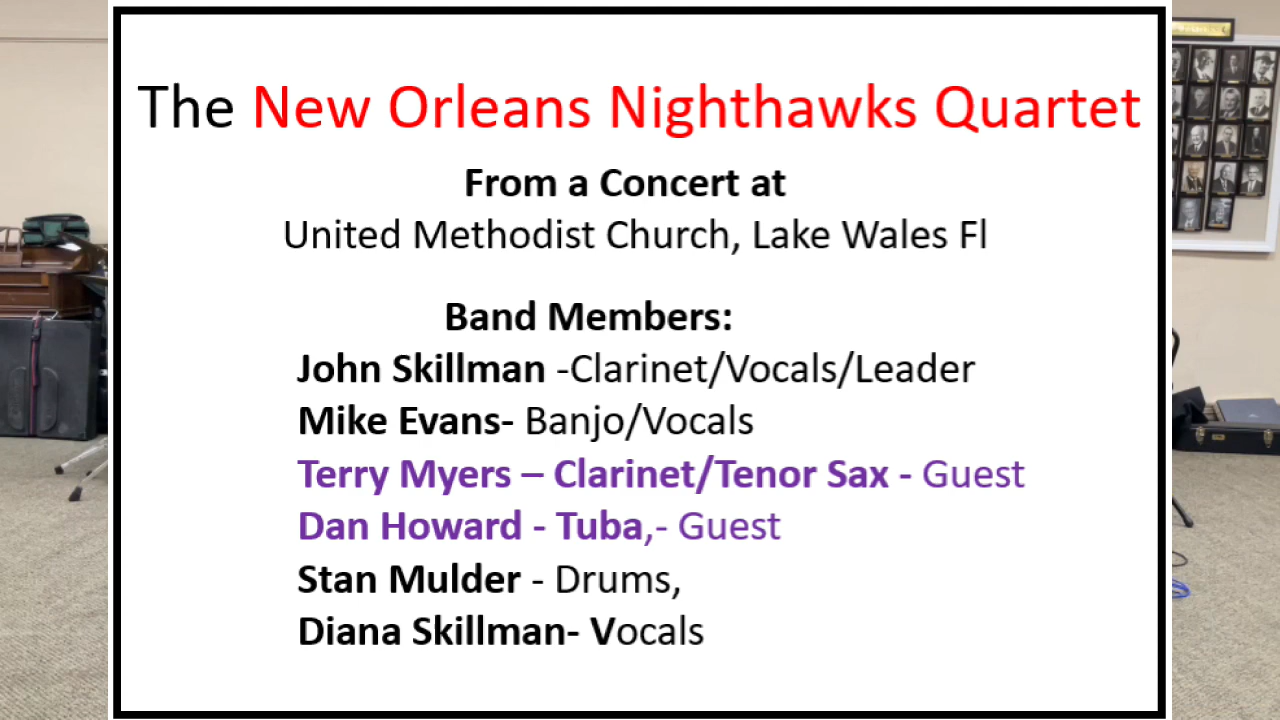 The New Orleans Nighthawks Quartet
From a Concert at
United Methodist Church, Lake Wales Fl
Band Members:
John Skillman -Clarinet/Vocals/Leader
Mike Evans- Banjo/Vocals
Terry Myers – Clarinet/Tenor Sax - Guest
Dan Howard - Tuba,- Guest
Stan Mulder - Drums,
Diana Skillman- Vocals